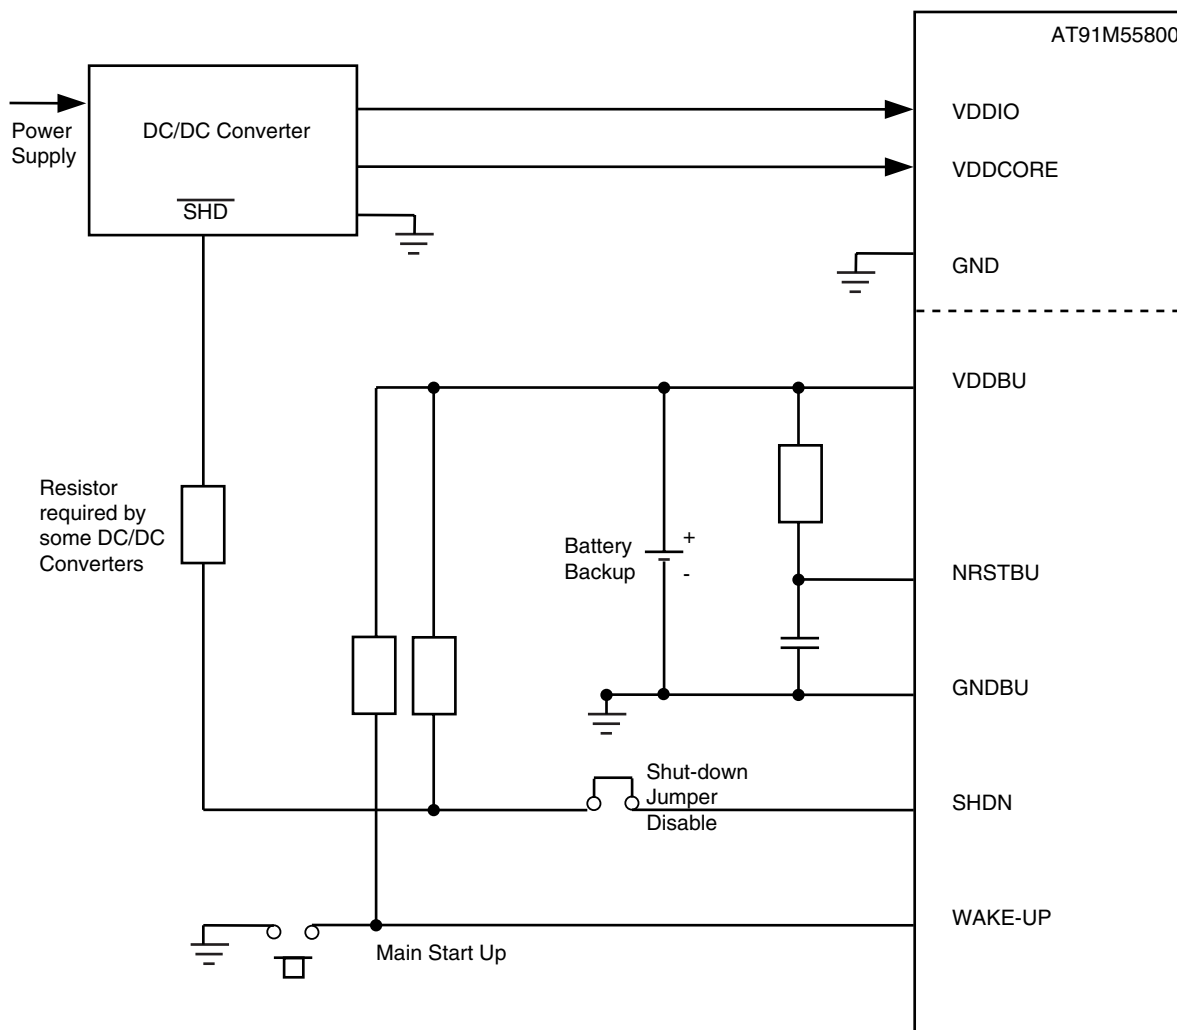 AT91M55800
Power
Supply
DC/DC Converter
SHD
VDDIO
VDDCORE
GND
VDDBU
Resistor
required by
some DC/DC
Converters
Battery
Backup
+
-
NRSTBU
GNDBU
Shut-down
Jumper
Disable
SHDN
WAKE-UP
Main Start Up